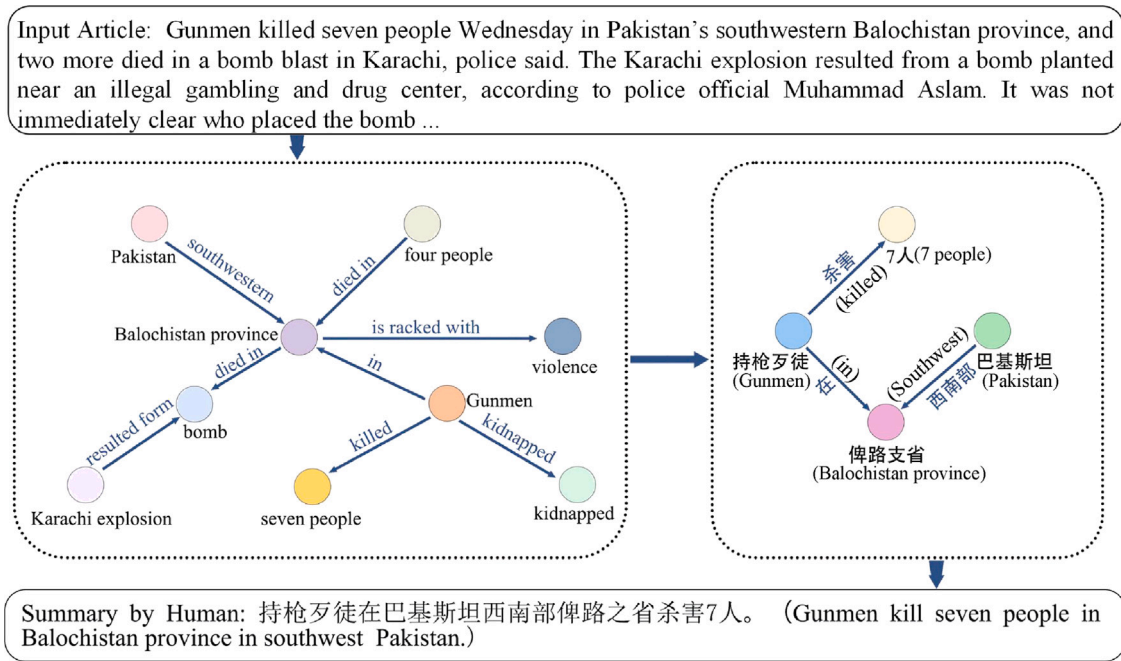 Input Article: Gunmen killed seven people Wednesday in Pakistan's southwestern Balochistan province, and
two more died in a bomb blast in Karachi, police said. The Karachi explosion resulted from a bomb planted
near an illegal gambling and drug center, according to police official Muhammad Aslam. It was not
immediately clear who placed the bomb ...
Pakistan
four people
southwestern
died in
Balochistan province
is racked with
violence
died in
in
Gunmen
resulted form
bomb
killed
kidnapped
Karachi explosion
seven people
kidnapped
7人(7 people)
杀害
(killed)
持枪歹徒
(Gunmen)
巴基斯坦
(Pakistan)
在
(in)
(Southwest)
西南部
俾路支省
(Balochistan province)
Summary by Human: 持枪歹徒在巴基斯坦西南部俾路之省杀害7人。 (Gunmen kill seven people in
Balochistan province in southwest Pakistan.)